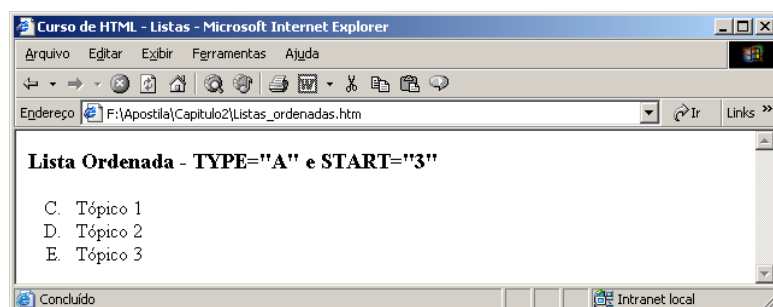 Curso de HTML - Listas - Microsoft Internet Explorer
Arquivo Editar Exibir Ferramentas Ajuda
Endereço F:\Apostila\Capitulo2\Listas_ordenadas.htm Ir Links »
Lista Ordenada - TYPE="A" e START="3"
C. Tópico 1
D. Tópico 2
E. Tópico 3
Concluído Intranet local